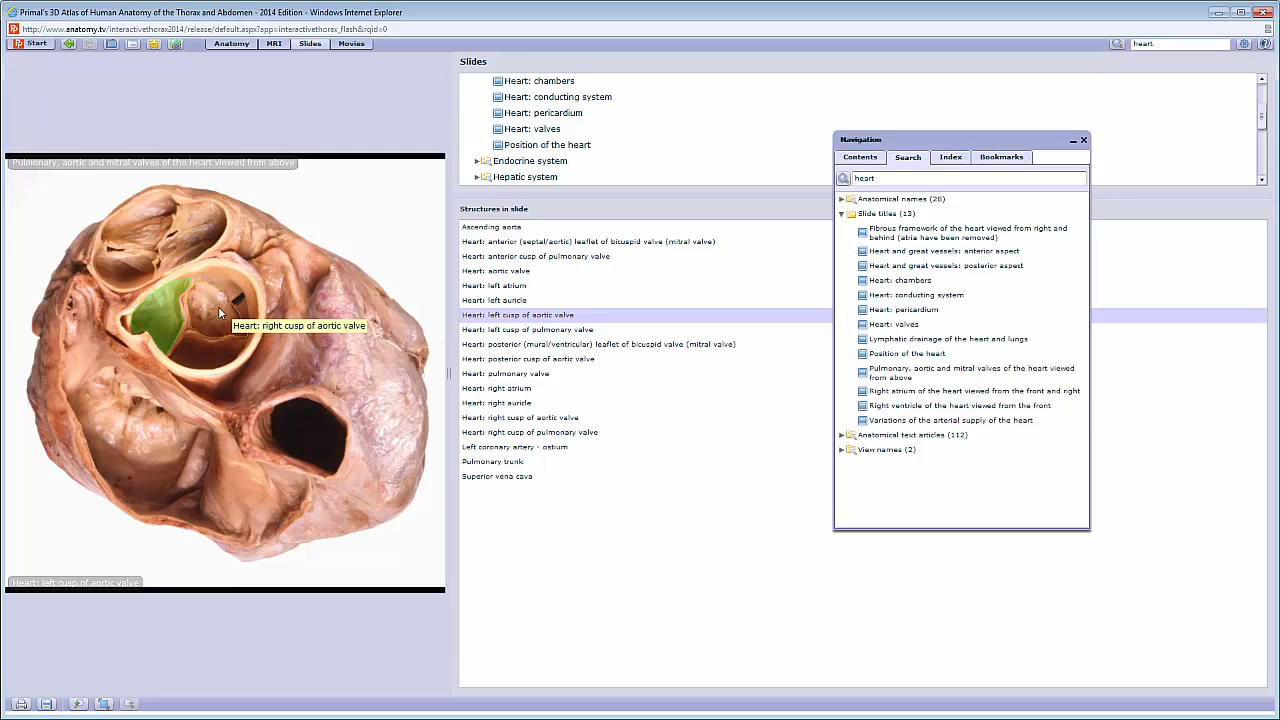 Primal's 3D Atlas of Human Anatomy of the Thorax and Abdomen - 2014 Edition - Windows Internet Explorer
http://www.anatomy.tv/interactivethorax2014/release/default.aspx?app=interactivethorax_flash&rqid=0
Start
Anatomy
MRI
Slides
Movies
heart
Slides
Heart: chambers
Heart: conducting system
Heart: pericardium
Heart: valves
Position of the heart
Endocrine system
Hepatic system
Pulmonary, aortic and mitral valves of the heart viewed from above
Heart: right cusp of aortic valve
Heart: left cusp of aortic valve
Structures in slide
Ascending aorta
Heart: anterior (septal/aortic) leaflet of bicuspid valve (mitral valve)
Heart: anterior cusp of pulmonary valve
Heart: aortic valve
Heart: left atrium
Heart: left auricle
Heart: left cusp of aortic valve
Heart: left cusp of pulmonary valve
Heart: posterior (mural/ventricular) leaflet of bicuspid valve (mitral valve)
Heart: posterior cusp of aortic valve
Heart: pulmonary valve
Heart: right atrium
Heart: right auricle
Heart: right cusp of aortic valve
Heart: right cusp of pulmonary valve
Left coronary artery - ostium
Pulmonary trunk
Superior vena cava
Navigation
Contents
Search
Index
Bookmarks
heart
Anatomical names (28)
Slide titles (13)
Fibrous framework of the heart viewed from right and
behind (atria have been removed)
Heart and great vessels: anterior aspect
Heart and great vessels: posterior aspect
Heart: chambers
Heart: conducting system
Heart: pericardium
Heart: valves
Lymphatic drainage of the heart and lungs
Position of the heart
Pulmonary, aortic and mitral valves of the heart viewed
from above
Right atrium of the heart viewed from the front and right
Right ventricle of the heart viewed from the front
Variations of the arterial supply of the heart
Anatomical text articles (112)
View names (2)